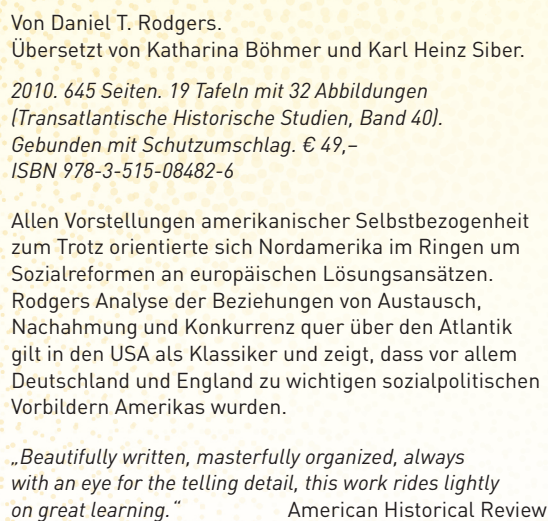 Von Daniel T. Rodgers.
Übersetzt von Katharina Böhmer und Karl Heinz Siber.
2010. 645 Seiten. 19 Tafeln mit 32 Abbildungen
(Transatlantische Historische Studien, Band 40).
Gebunden mit Schutzumschlag. € 49,–
ISBN 978-3-515-08482-6
Allen Vorstellungen amerikanischer Selbstbezogenheit
zum Trotz orientierte sich Nordamerika im Ringen um
Sozialreformen an europäischen Lösungsansätzen.
Rodgers Analyse der Beziehungen von Austausch,
Nachahmung und Konkurrenz quer über den Atlantik
gilt in den USA als Klassiker und zeigt, dass vor allem
Deutschland und England zu wichtigen sozialpolitischen
Vorbildern Amerikas wurden.
„Beautifully written, masterfully organized, always
with an eye for the telling detail, this work rides lightly
on great learning.“ American Historical Review